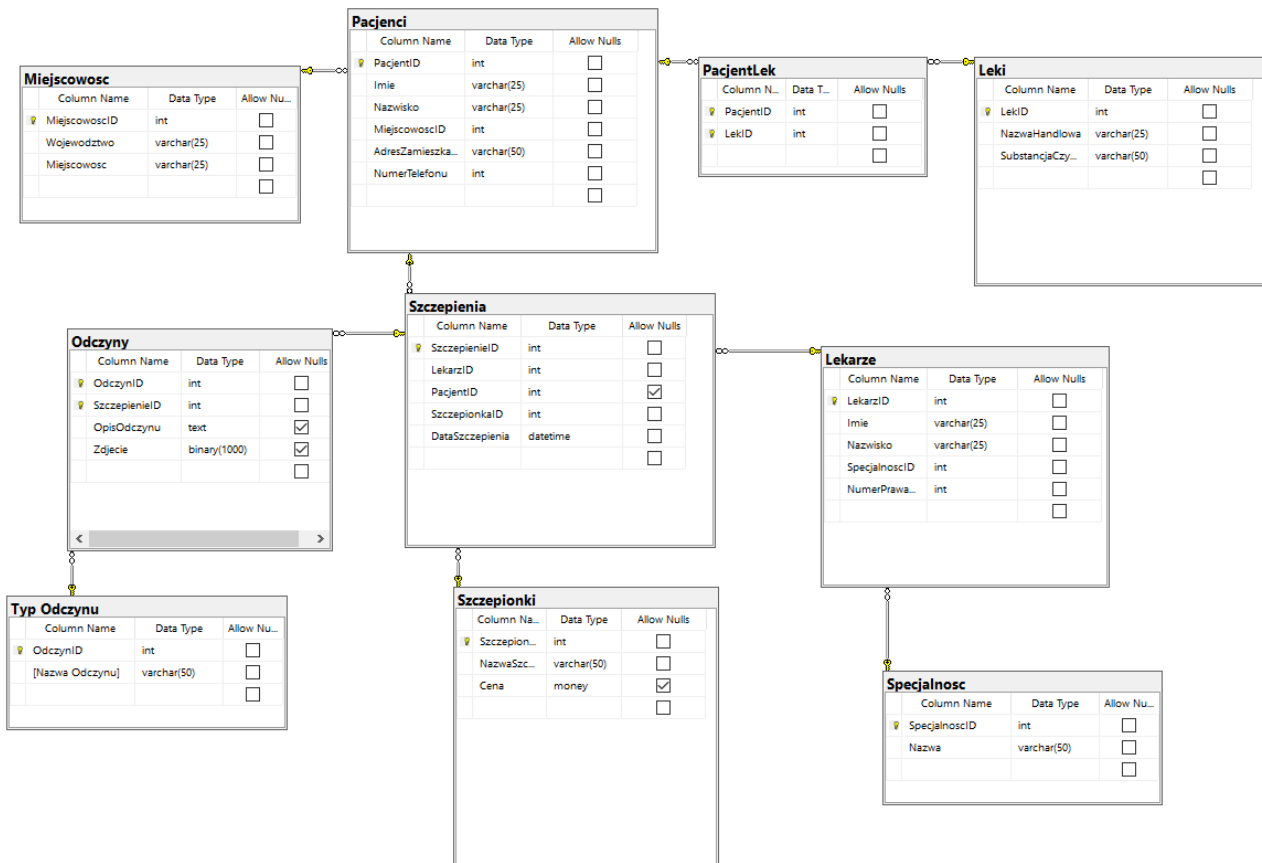 Pacjenci
Column Name Data Type Allow Nulls
PacjentID int
Imie varchar(25)
Nazwisko varchar(25)
MiejscowoscID int
AdresZamieszka... varchar(50)
NumerTelefonu int
Miejscowosc
Column Name Data Type Allow Nu...
MiejscowoscID int
Wojewodztwo varchar(25)
Miejscowosc varchar(25)
PacjentLek
Column N... Data T... Allow Nulls
PacjentID int
LekID int
Leki
Column Name Data Type Allow Nulls
LekID int
NazwaHandlowa varchar(25)
SubstancjaCzy... varchar(50)
Szczepienia
Column Name Data Type Allow Nulls
SzczepienieID int
LekarzID int
PacjentID int
SzczepionkaID int
DataSzczepienia datetime
Odczyny
Column Name Data Type Allow Nulls
OdczynID int
SzczepienieID int
OpisOdczynu text
Zdjecie binary(1000)
Lekarze
Column Name Data Type Allow Nulls
LekarzID int
Imie varchar(25)
Nazwisko varchar(25)
SpecjalnoscID int
NumerPrawa... int
Typ Odczynu
Column Name Data Type Allow Nu...
OdczynID int
[Nazwa Odczynu] varchar(50)
Szczepionki
Column Na... Data Type Allow Nulls
Szczepion... int
NazwaSzc... varchar(50)
Cena money
Specjalnosc
Column Name Data Type Allow Nu...
SpecjalnoscID int
Nazwa varchar(50)